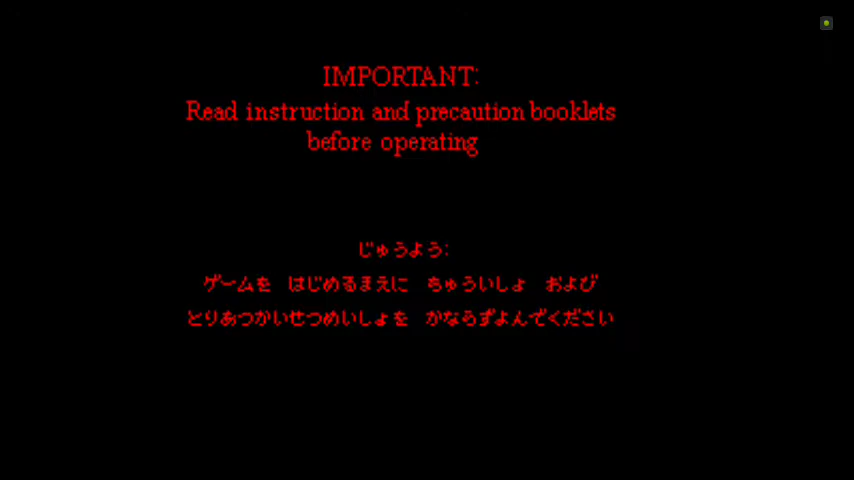 IMPORTANT:
Read instruction and precaution booklets
before operating
じゅうよう:
ゲームを はじめるまえに ちゅういしょ および
とりあつかいせつめいしょを かならずよんでください